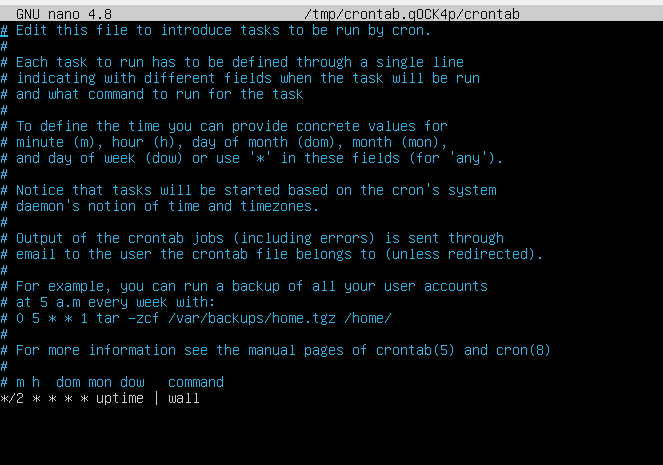 GNU nano 4.8 /tmp/crontab.qOCK4p/crontab
# Edit this file to introduce tasks to be run by cron.
#
# Each task to run has to be defined through a single line
# indicating with different fields when the task will be run
# and what command to run for the task
#
# To define the time you can provide concrete values for
# minute (m), hour (h), day of month (dom), month (mon),
# and day of week (dow) or use '*' in these fields (for 'any').
#
# Notice that tasks will be started based on the cron's system
# daemon's notion of time and timezones.
#
# Output of the crontab jobs (including errors) is sent through
# email to the user the crontab file belongs to (unless redirected).
#
# For example, you can run a backup of all your user accounts
# at 5 a.m every week with:
# 0 5 * * 1 tar -zcf /var/backups/home.tgz /home/
#
# For more information see the manual pages of crontab(5) and cron(8)
#
# m h  dom mon dow   command
*/2 * * * * uptime | wall